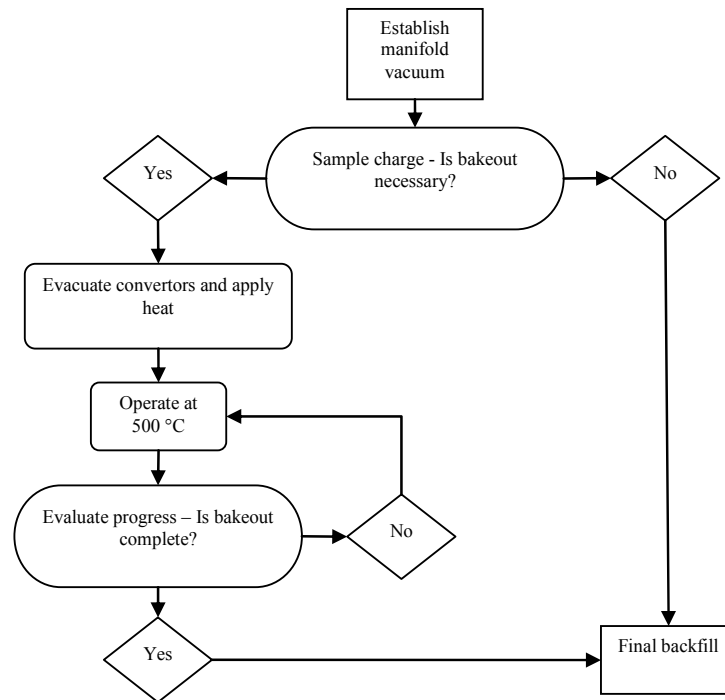 Establish
manifold
vacuum
Sample charge - Is bakeout
necessary?
Yes
No
Evacuate convertors and apply
heat
Operate at
500 °C
Evaluate progress – Is bakeout
complete?
No
Yes
Final backfill